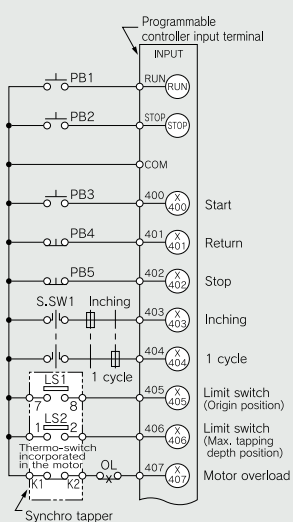 Programmable
controller input terminal
INPUT
PB1 RUN RUN
PB2 STOP STOP
COM
PB3 400 X 400 Start
PB4 401 X 401 Return
PB5 402 X 402 Stop
S.SW1 Inching 403 X 403 Inching
1 cycle 404 X 404 1 cycle
LS1
7 8 405 X 405 Limit switch
(Origin position)
LS2
1 2 406 X 406 Limit switch
(Max. tapping
depth position)
Thermo-switch
incorporated
in the motor
K1 K2 OL 407 X 407 Motor overload
Synchro tapper